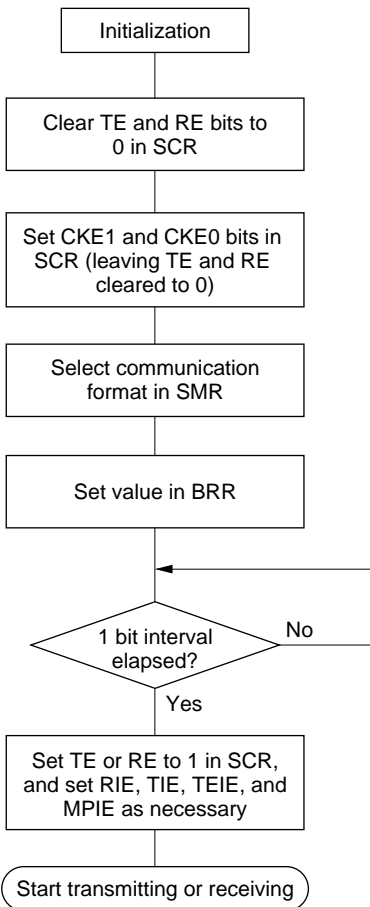 Initialization
Clear TE and RE bits to
0 in SCR
Set CKE1 and CKE0 bits in
SCR (leaving TE and RE
cleared to 0)
Select communication
format in SMR
Set value in BRR
1 bit interval
elapsed?
No
Yes
Set TE or RE to 1 in SCR,
and set RIE, TIE, TEIE, and
MPIE as necessary
Start transmitting or receiving